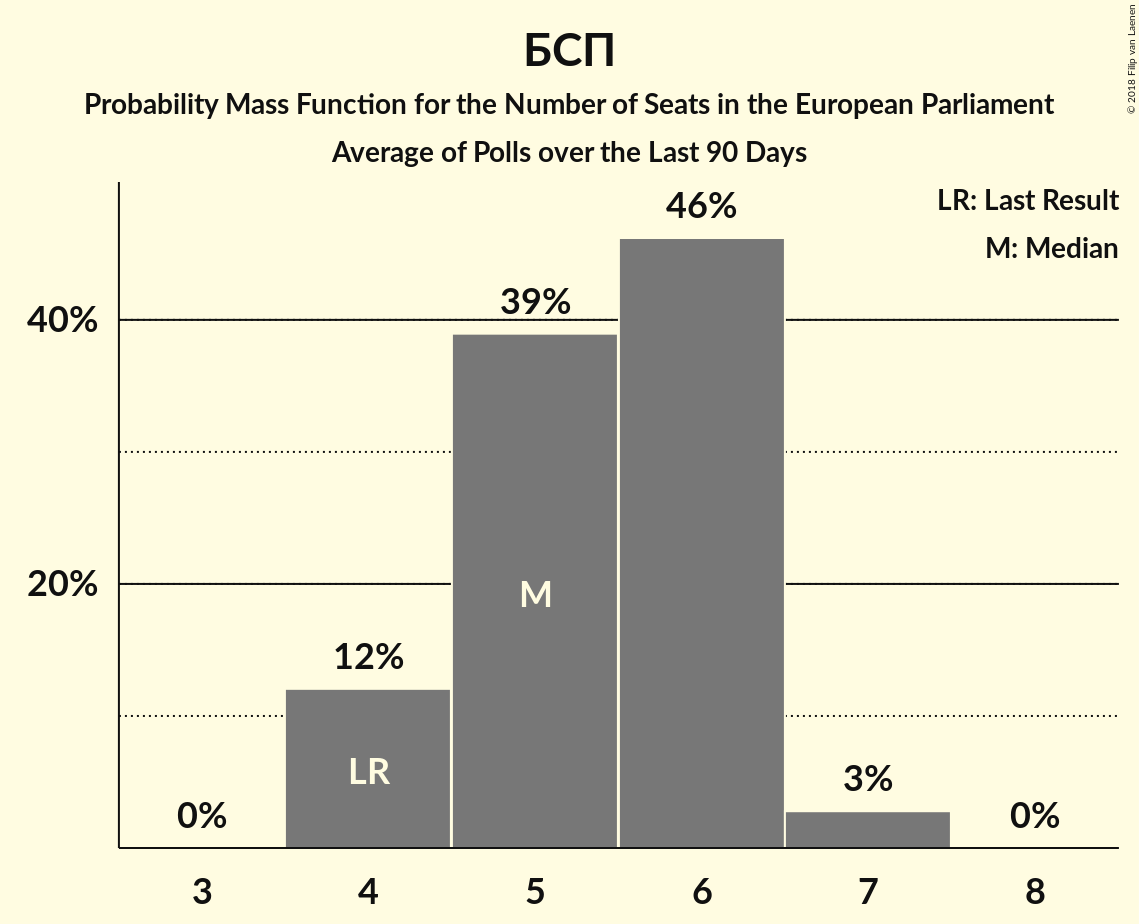 БСП
Probability Mass Function for the Number of Seats in the European Parliament
Average of Polls over the Last 90 Days
© 2018 Filip van Laenen
LR: Last Result
M: Median
46%
39%
40%
20%
M
12%
LR
3%
0%
0%
3 4 5 6 7 8